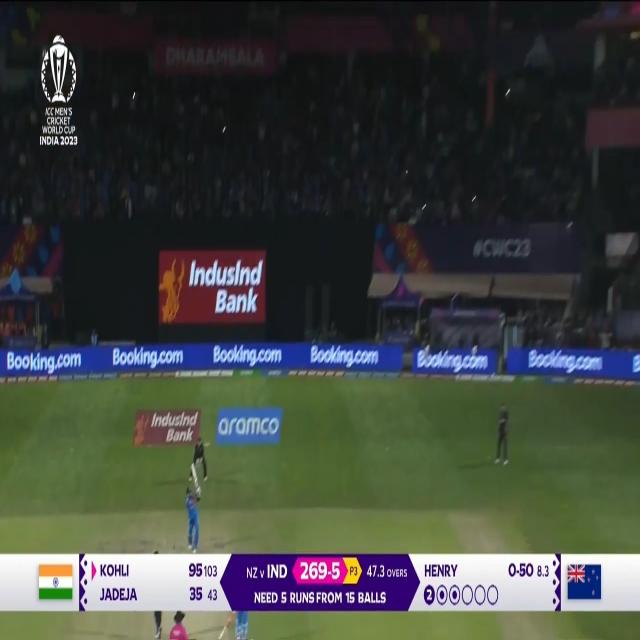 DHARAMSALA
ICC MEN'S
CRICKET
WORLD CUP
INDIA 2023
#CWC23
IndusInd
Bank
Booking.com Booking.com Booking.com Booking.com Booking.com Booking.com
IndusInd
Bank
aramco
KOHLI 95 103 NZ v IND 269-5 P3 47.3 OVERS HENRY 0-50 8.3
JADEJA 35 43 NEED 5 RUNS FROM 15 BALLS 2